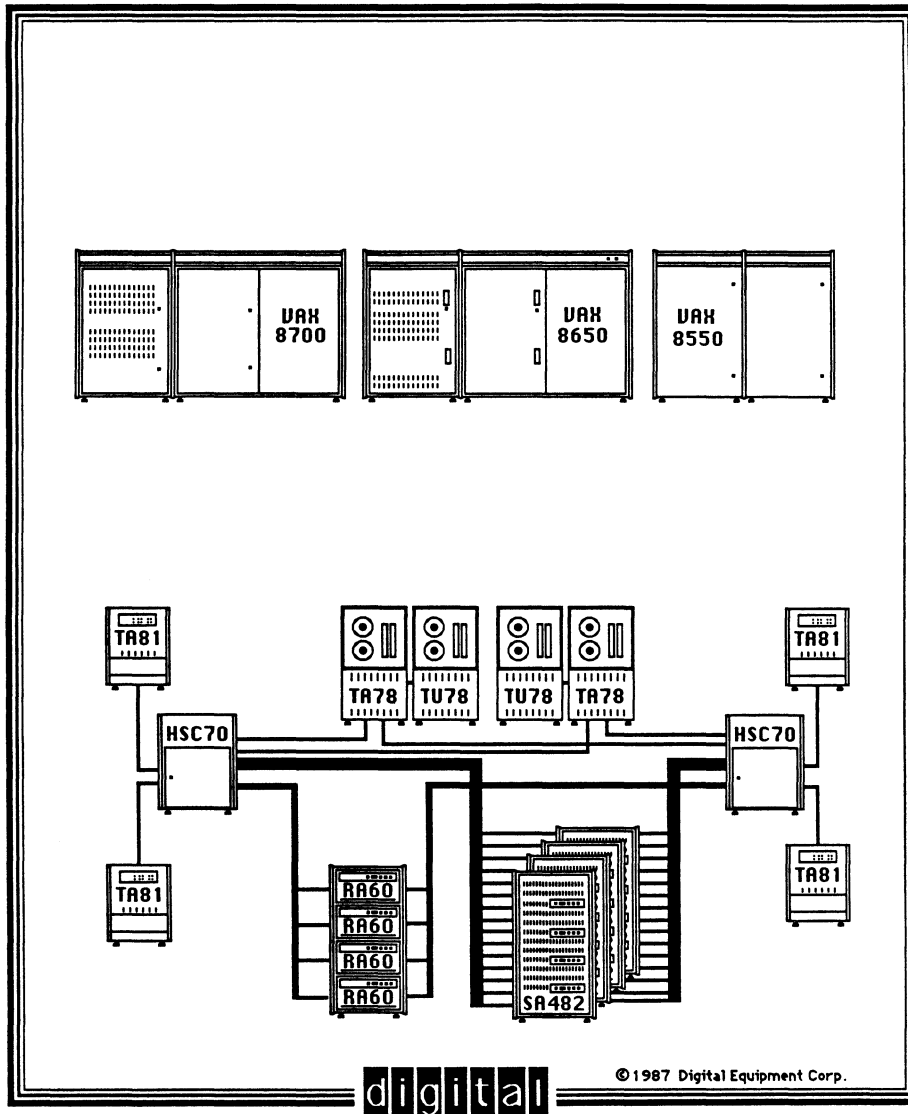 VAX
8700
VAX
8650
VAX
8550
TA81
TA78
TU78
TU78
TA78
TA81
HSC70
HSC70
TA81
RA60
RA60
RA60
RA60
SA482
TA81
digital
© 1987 Digital Equipment Corp.